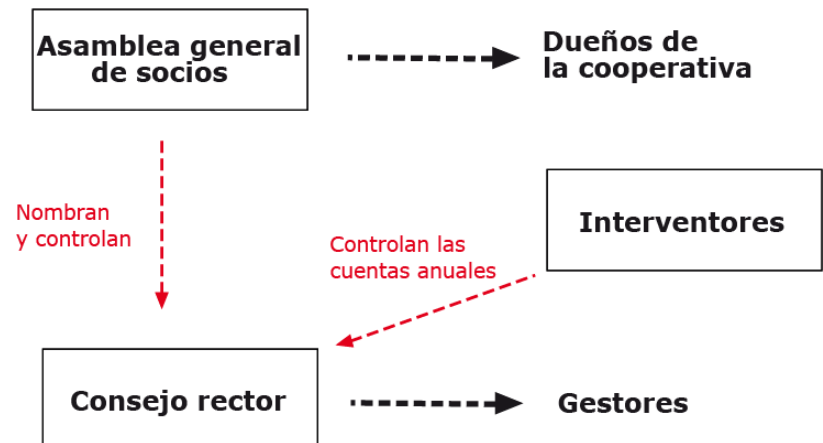 Asamblea general
de socios
Dueños de
la cooperativa
Nombran
y controlan
Interventores
Controlan las
cuentas anuales
Consejo rector
Gestores